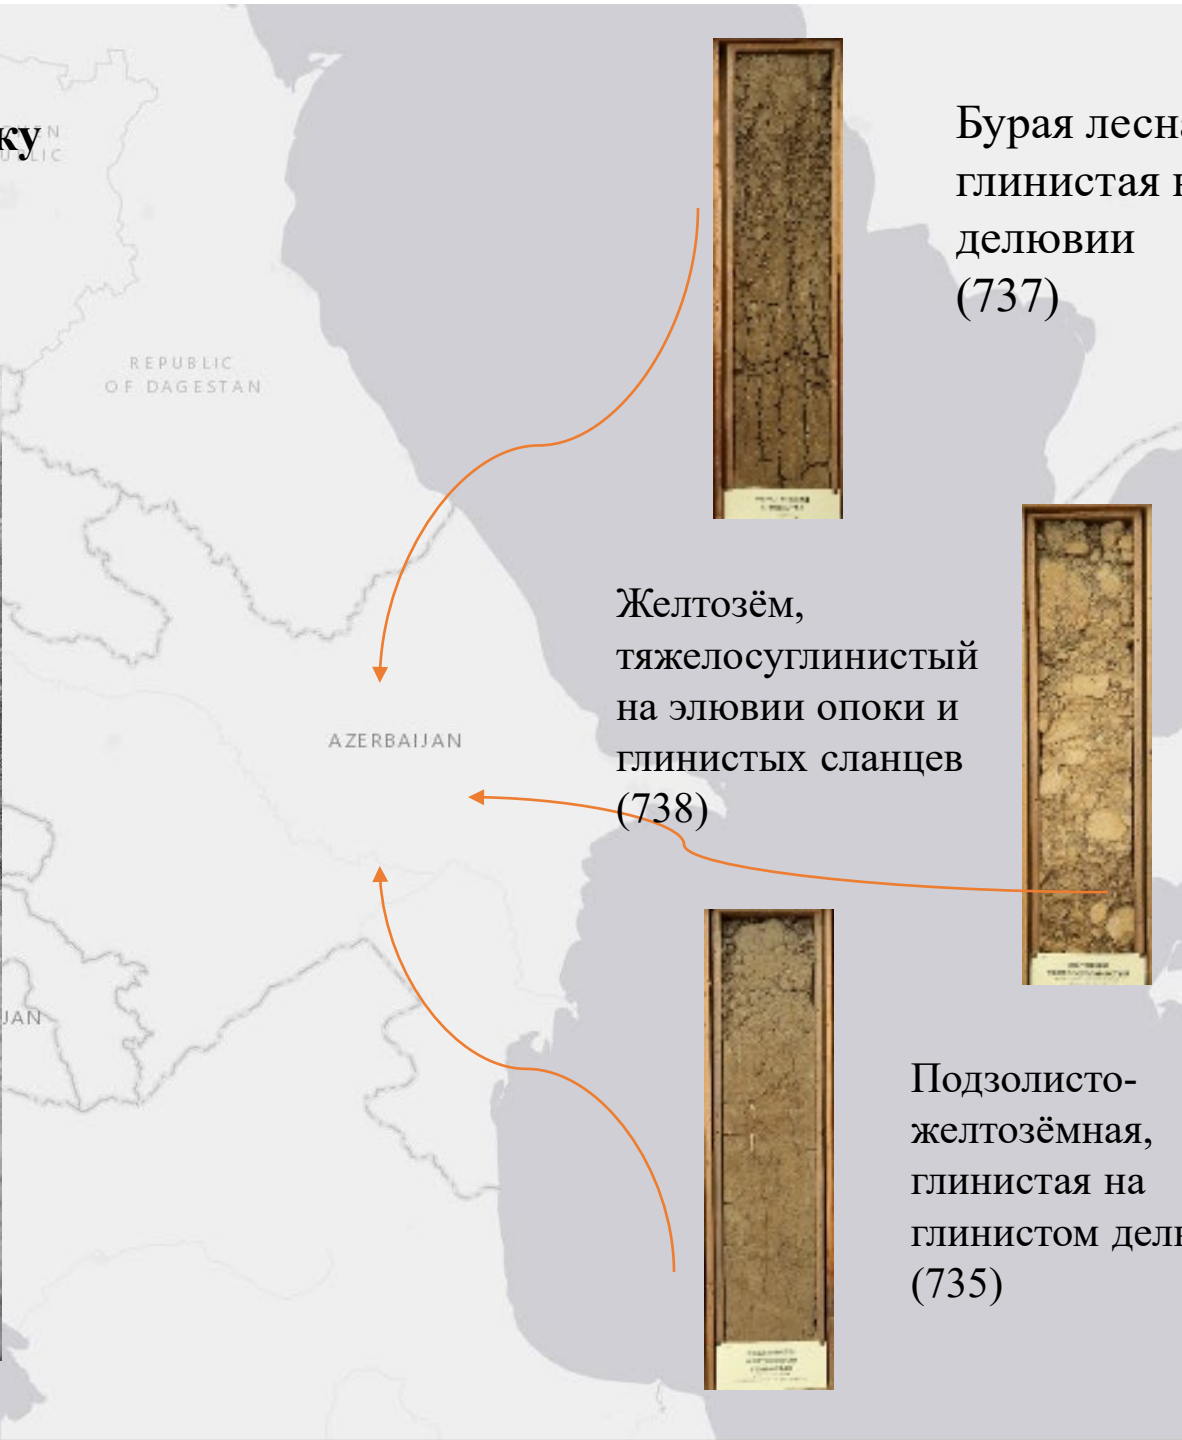 ку
Бурая лесна
глинистая н
делювии
(737)
REPUBLIC
OF DAGESTAN
Желтозём,
тяжелосуглинистый
на элювии опоки и
глинистых сланцев
(738)
AZERBAIJAN
JAN
Подзолисто-
желтозёмная,
глинистая на
глинистом делю
(735)